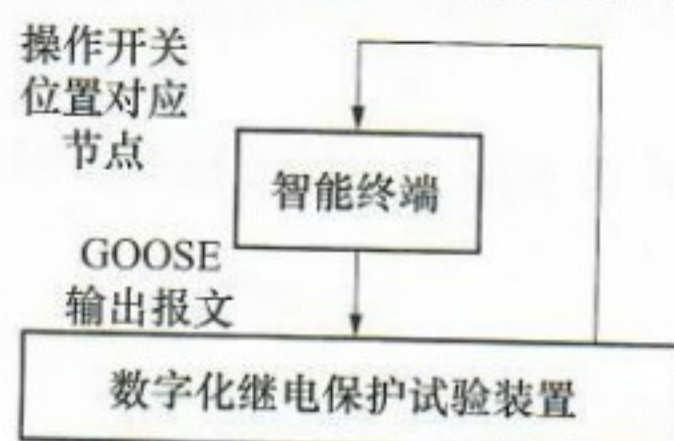 操作开关
位置对应
节点
智能终端
GOOSE
输出报文
数字化继电保护试验装置